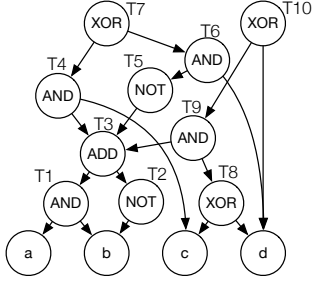 XOR T7
XOR T10
T6
AND
T4
AND
T5
NOT
T9
AND
T3
ADD
T1
AND
T2
NOT
T8
XOR
a
b
c
d